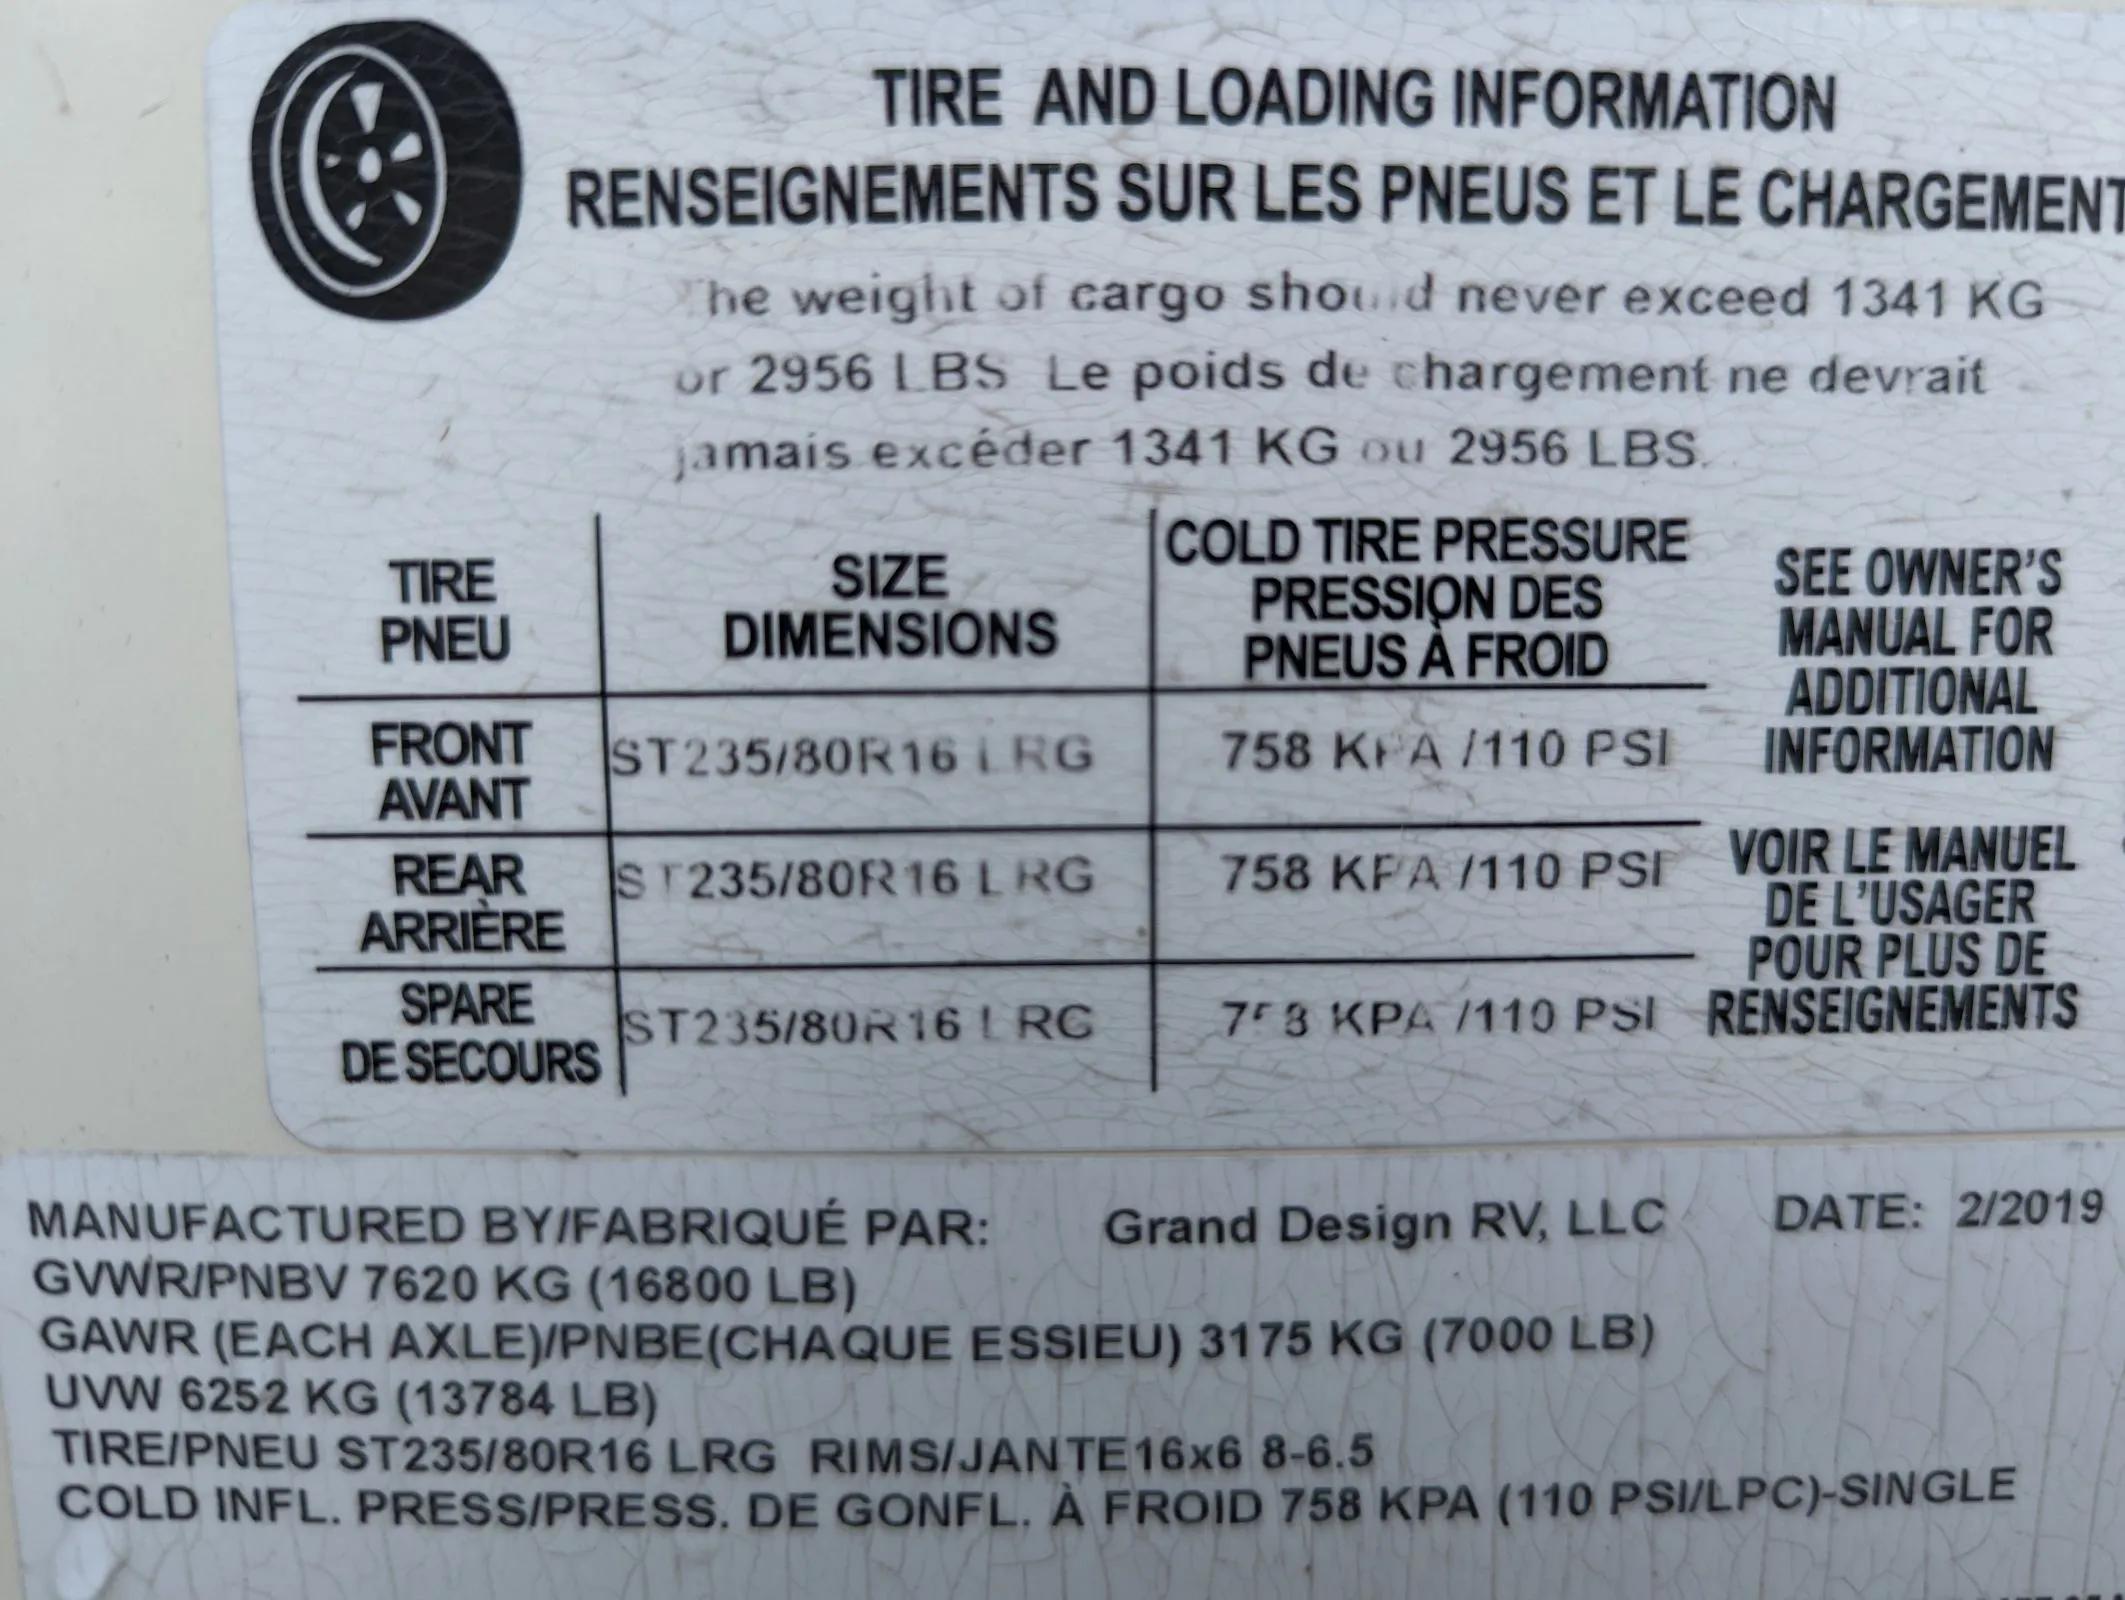 TIRE AND LOADING INFORMATION
RENSEIGNEMENTS SUR LES PNEUS ET LE CHARGEMENT
The weight of cargo should never exceed 1341 KG
or 2956 LBS Le poids de chargement ne devrait
jamais excéder 1341 KG ou 2956 LBS.
TIRE
PNEU
SIZE
DIMENSIONS
COLD TIRE PRESSURE
PRESSION DES
PNEUS À FROID
FRONT
AVANT
ST235/80R16 LRG
758 KPA /110 PSI
REAR
ARRIÈRE
ST235/80R16 LRG
758 KPA /110 PSI
SPARE
DE SECOURS
ST235/80R16 LRG
758 KPA /110 PSI
SEE OWNER'S
MANUAL FOR
ADDITIONAL
INFORMATION
VOIR LE MANUEL
DE L'USAGER
POUR PLUS DE
RENSEIGNEMENTS
MANUFACTURED BY/FABRIQUÉ PAR: Grand Design RV, LLC DATE: 2/2019
GVWR/PNBV 7620 KG (16800 LB)
GAWR (EACH AXLE)/PNBE(CHAQUE ESSIEU) 3175 KG (7000 LB)
UVW 6252 KG (13784 LB)
TIRE/PNEU ST235/80R16 LRG RIMS/JANTE16x6 8-6.5
COLD INFL. PRESS/PRESS. DE GONFL. À FROID 758 KPA (110 PSI/LPC)-SINGLE